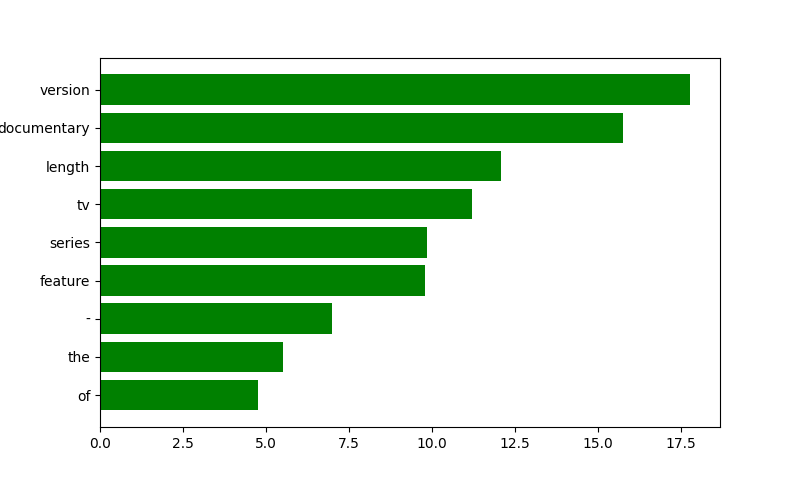 version
documentary
length
tv
series
feature
-
the
of
0.0 2.5 5.0 7.5 10.0 12.5 15.0 17.5